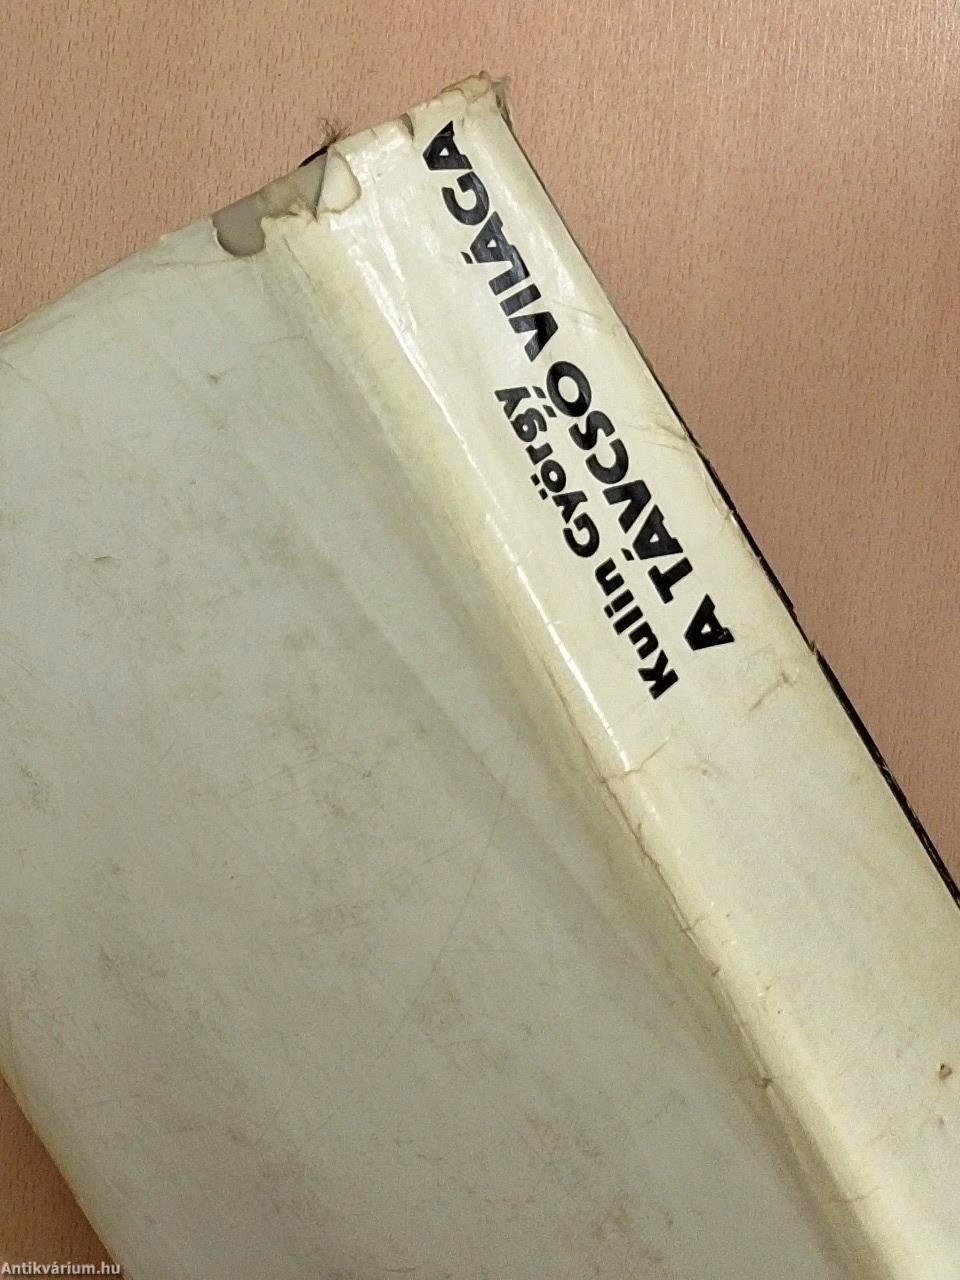 Kulin György
A TÁVCSŐ VILÁGA
Antikvárium.hu